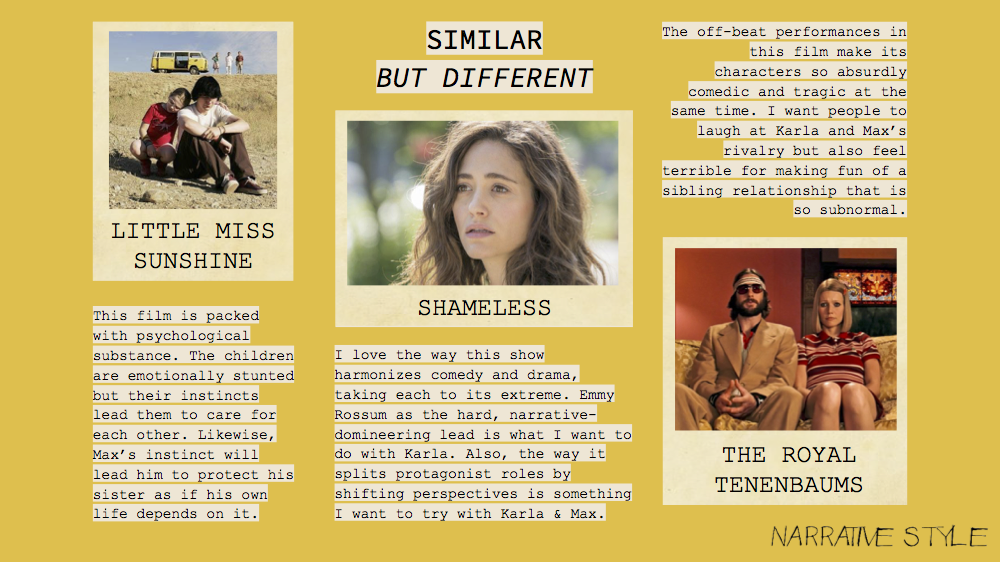 SIMILAR
BUT DIFFERENT
LITTLE MISS
SUNSHINE
This film is packed
with psychological
substance. The children
are emotionally stunted
but their instincts
lead them to care for
each other. Likewise,
Max’s instinct will
lead him to protect his
sister as if his own
life depends on it.
SHAMELESS
I love the way this show
harmonizes comedy and drama,
taking each to its extreme. Emmy
Rossum as the hard, narrative-
domineering lead is what I want to
do with Karla. Also, the way it
splits protagonist roles by
shifting perspectives is something
I want to try with Karla & Max.
The off-beat performances in
this film make its
characters so absurdly
comedic and tragic at the
same time. I want people to
laugh at Karla and Max’s
rivalry but also feel
terrible for making fun of a
sibling relationship that is
so subnormal.
THE ROYAL
TENENBAUMS
NARRATIVE STYLE